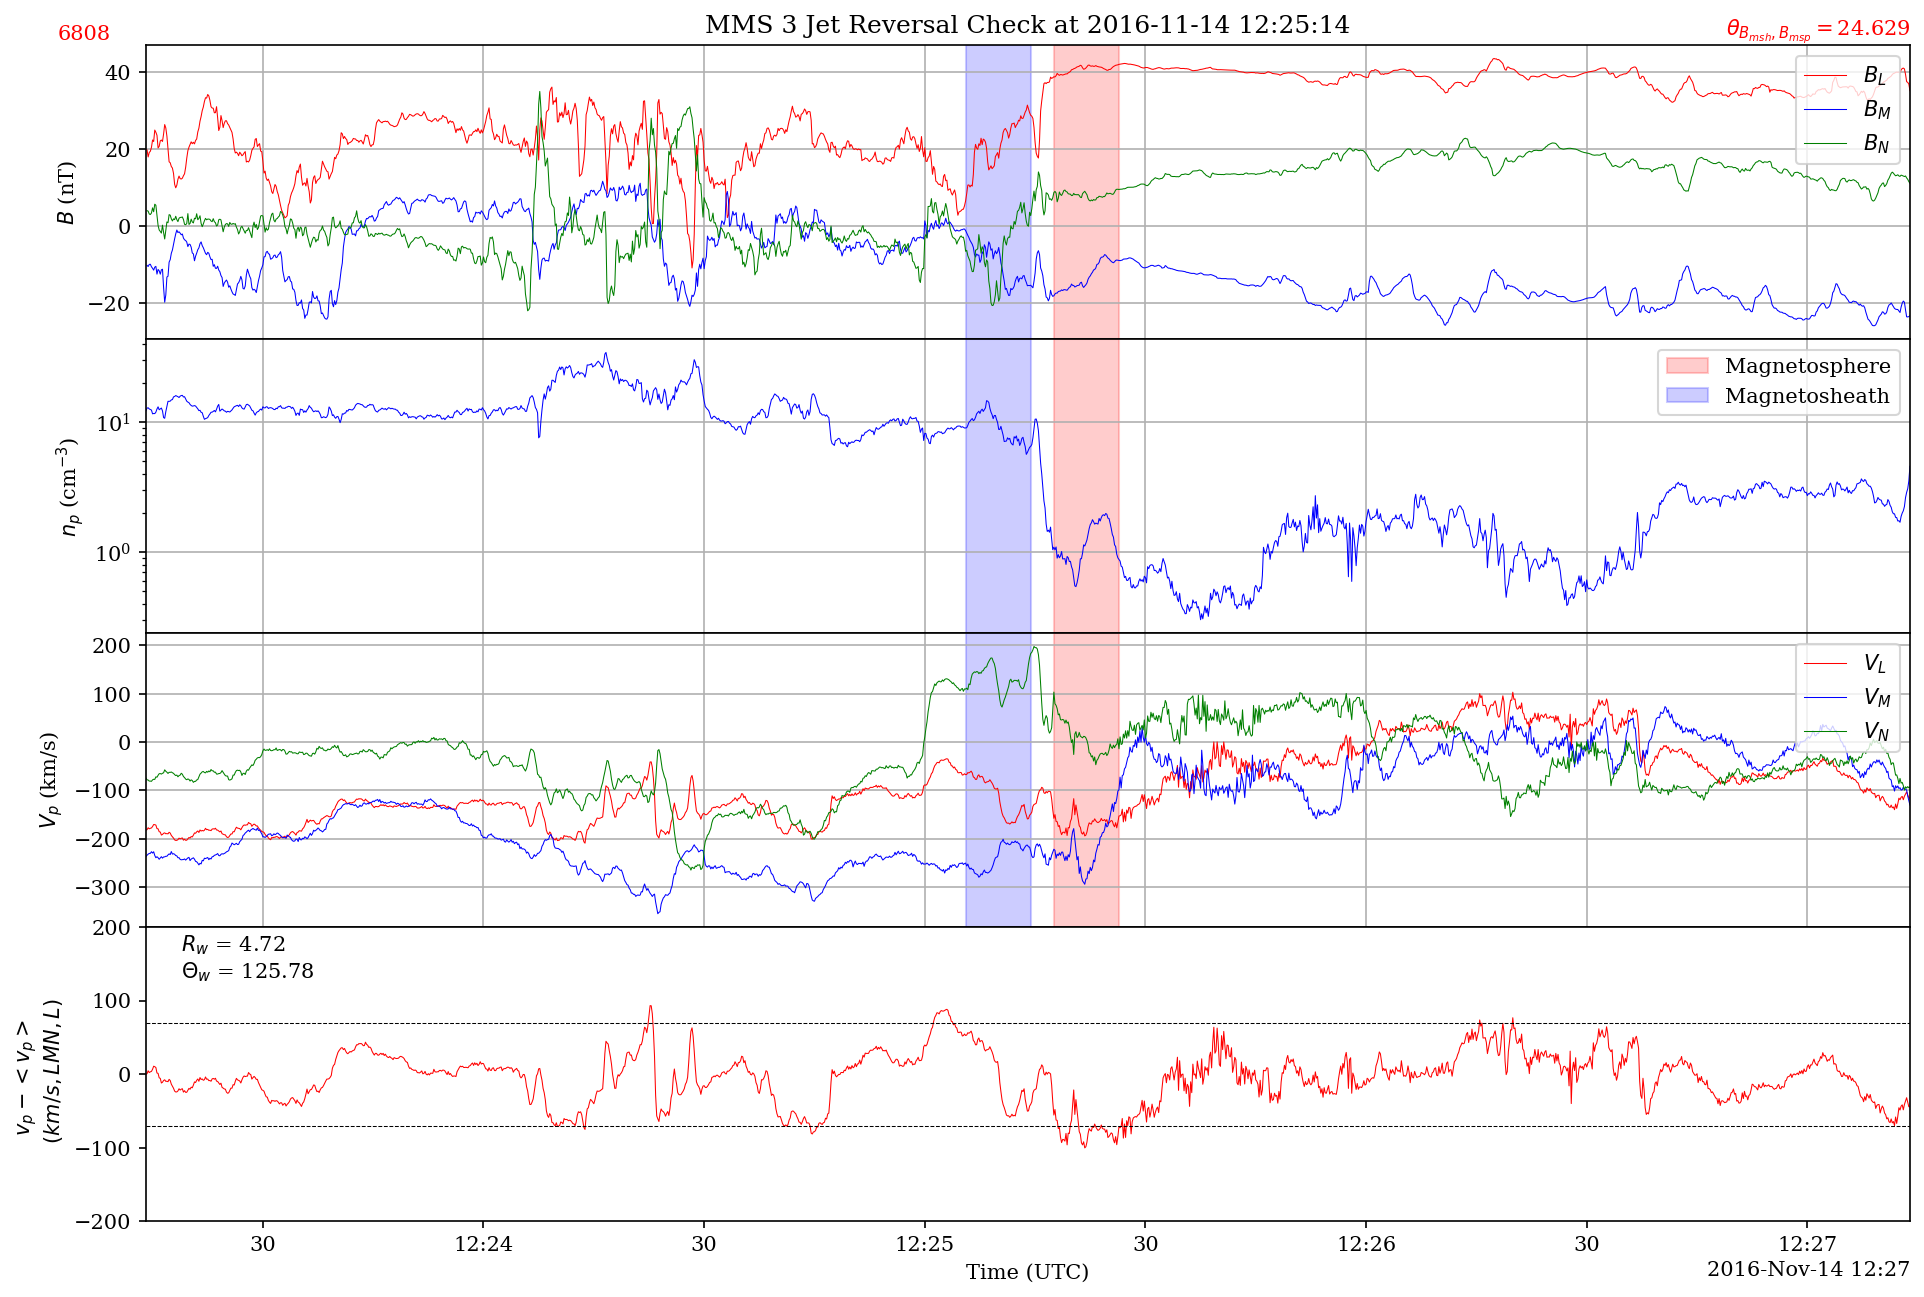 6808
MMS 3 Jet Reversal Check at 2016-11-14 12:25:14
θ_{B_{msh}, B_{msp}} = 24.629
B (nT)
40
20
0
−20
B_L
B_M
B_N
n_p (cm^{−3})
10^1
10^0
Magnetosphere
Magnetosheath
V_p (km/s)
200
100
0
−100
−200
−300
V_L
V_M
V_N
v_p − < v_p >
(km/s, LMN, L)
200
100
0
−100
−200
R_w = 4.72
Θ_w = 125.78
30
12:24
30
12:25
30
12:26
30
12:27
Time (UTC)
2016-Nov-14 12:27